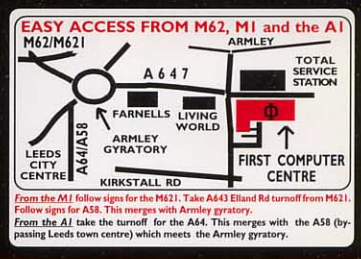 EASY ACCESS FROM M62, M1 and the A1
M62/M621
ARMLEY
A 6 4 7
TOTAL
SERVICE
STATION
FARNELLS
LIVING
WORLD
Φ
ARMLEY
GYRATORY
A64/A58
LEEDS
CITY
CENTRE
FIRST COMPUTER
CENTRE
KIRKSTALL RD
From the M1 follow signs for the M621. Take A643 Elland Rd turnoff from M621.
Follow signs for A58. This merges with Armley gyratory.
From the A1 take the turnoff for the A64. This merges with the A58 (by-
passing Leeds town centre) which meets the Armley gyratory.